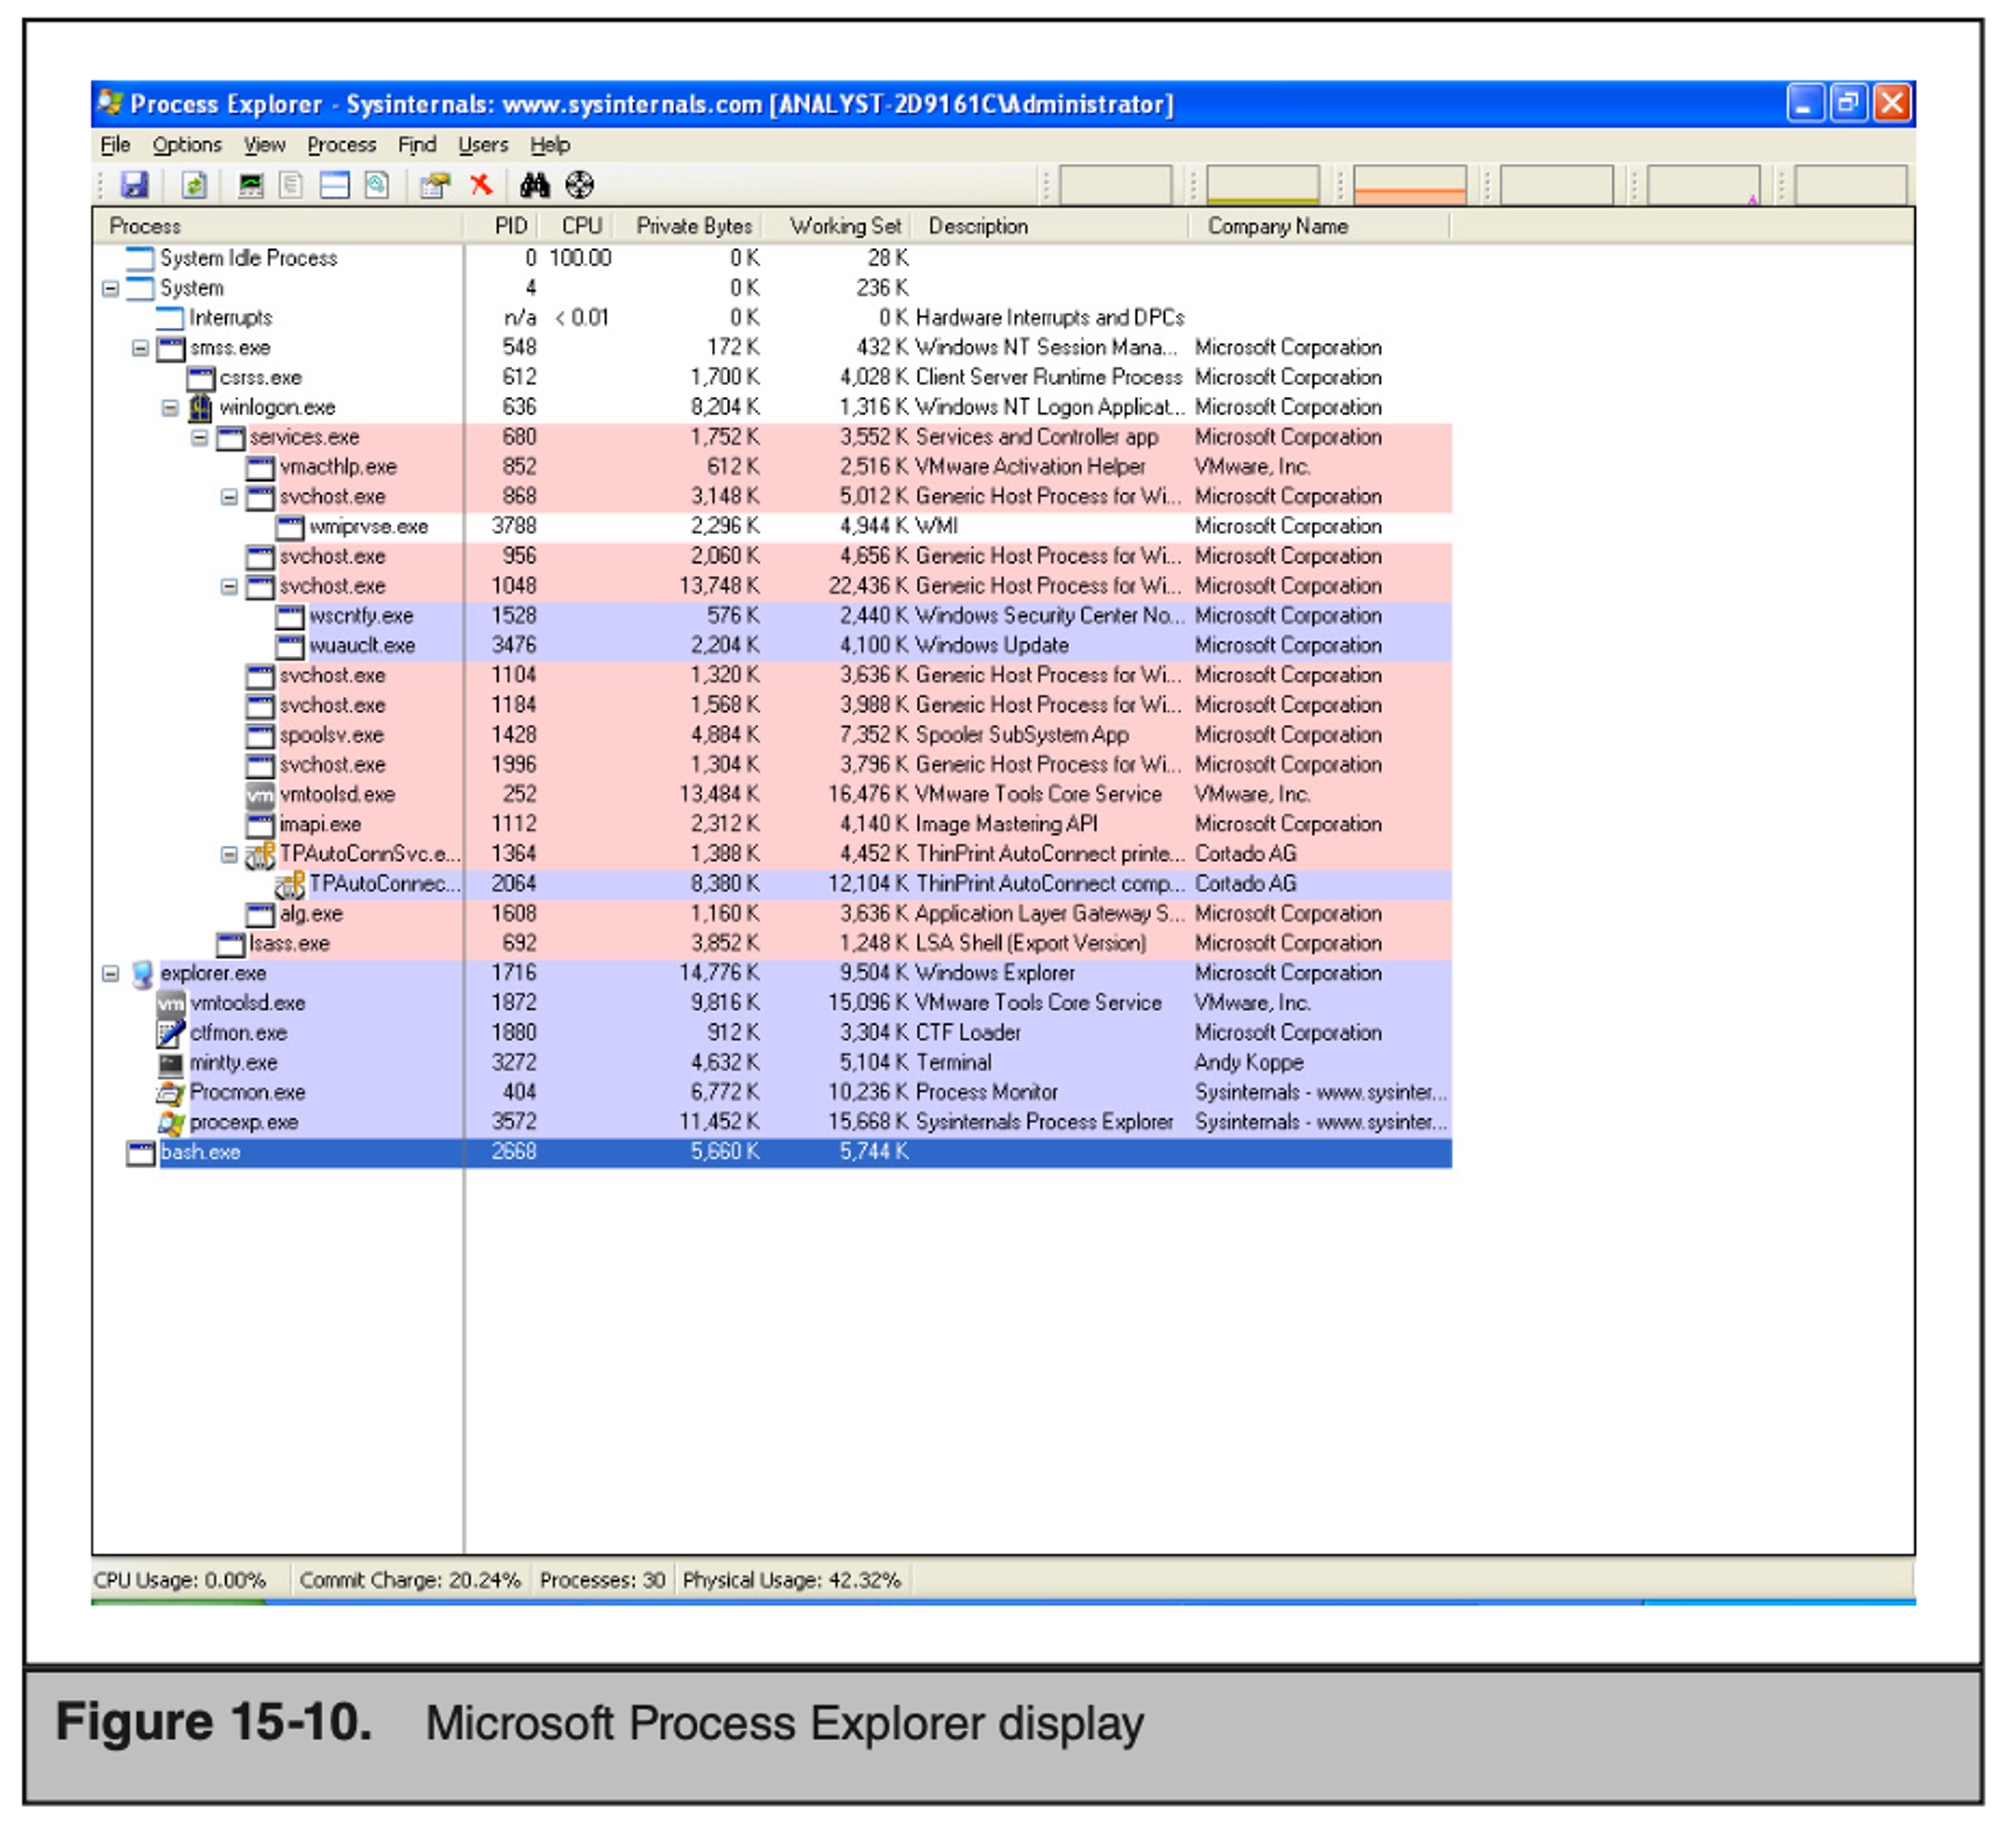 Process Explorer - Sysinternals: www.sysinternals.com [ANALYST-2D9161C\Administrator]
File Options View Process Find Users Help
Process PID CPU Private Bytes Working Set Description Company Name
System Idle Process 0 100.00 0 K 28 K
System 4 0 K 236 K
Interrupts n/a < 0.01 0 K 0 K Hardware Interrupts and DPCs
smss.exe 548 172 K 432 K Windows NT Session Mana... Microsoft Corporation
csrss.exe 612 1,700 K 4,028 K Client Server Runtime Process Microsoft Corporation
winlogon.exe 636 8,204 K 1,316 K Windows NT Logon Applicat... Microsoft Corporation
services.exe 680 1,752 K 3,552 K Services and Controller app Microsoft Corporation
vmacthlp.exe 852 612 K 2,516 K VMware Activation Helper VMware, Inc.
svchost.exe 868 3,148 K 5,012 K Generic Host Process for Wi... Microsoft Corporation
wmiprvse.exe 3788 2,296 K 4,944 K WMI Microsoft Corporation
svchost.exe 956 2,060 K 4,656 K Generic Host Process for Wi... Microsoft Corporation
svchost.exe 1048 13,748 K 22,436 K Generic Host Process for Wi... Microsoft Corporation
wscntfy.exe 1528 576 K 2,440 K Windows Security Center No... Microsoft Corporation
wuauclt.exe 3476 2,204 K 4,100 K Windows Update Microsoft Corporation
svchost.exe 1104 1,320 K 3,636 K Generic Host Process for Wi... Microsoft Corporation
svchost.exe 1184 1,568 K 3,988 K Generic Host Process for Wi... Microsoft Corporation
spoolsv.exe 1428 4,884 K 7,352 K Spooler SubSystem App Microsoft Corporation
svchost.exe 1996 1,304 K 3,796 K Generic Host Process for Wi... Microsoft Corporation
vm vmtoolsd.exe 252 13,484 K 16,476 K VMware Tools Core Service VMware, Inc.
imapi.exe 1112 2,312 K 4,140 K Image Mastering API Microsoft Corporation
TPAutoConnSvc.e... 1364 1,388 K 4,452 K ThinPrint AutoConnect printe... Cortado AG
TPAutoConnec... 2064 8,380 K 12,104 K ThinPrint AutoConnect comp... Cortado AG
alg.exe 1608 1,160 K 3,636 K Application Layer Gateway S... Microsoft Corporation
lsass.exe 692 3,852 K 1,248 K LSA Shell (Export Version) Microsoft Corporation
explorer.exe 1716 14,776 K 9,504 K Windows Explorer Microsoft Corporation
vm vmtoolsd.exe 1872 9,816 K 15,096 K VMware Tools Core Service VMware, Inc.
ctfmon.exe 1880 912 K 3,304 K CTF Loader Microsoft Corporation
mintty.exe 3272 4,632 K 5,104 K Terminal Andy Koppe
Procmon.exe 404 6,772 K 10,236 K Process Monitor Sysinternals - www.sysinter...
procexp.exe 3572 11,452 K 15,668 K Sysinternals Process Explorer Sysinternals - www.sysinter...
bash.exe 2668 5,660 K 5,744 K
CPU Usage: 0.00% Commit Charge: 20.24% Processes: 30 Physical Usage: 42.32%
Figure 15-10. Microsoft Process Explorer display